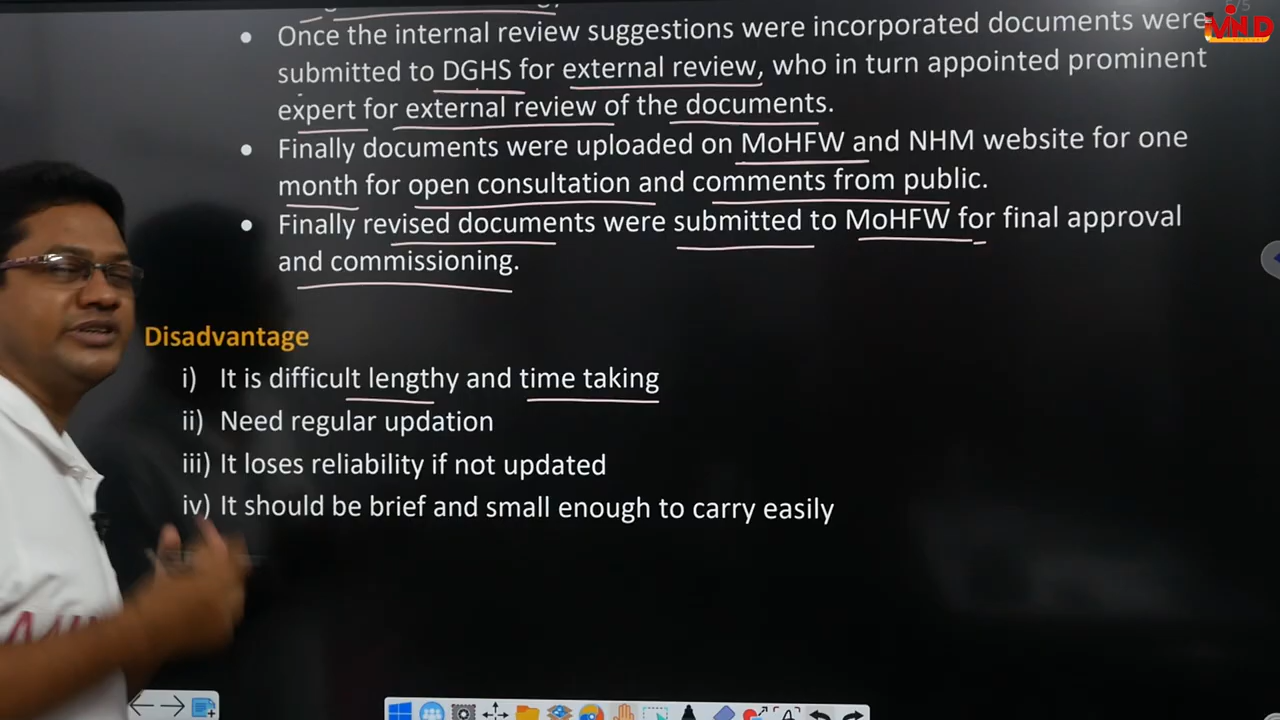 5/5
MIND
• Once the internal review suggestions were incorporated documents were
submitted to DGHS for external review, who in turn appointed prominent
expert for external review of the documents.
• Finally documents were uploaded on MoHFW and NHM website for one
month for open consultation and comments from public.
• Finally revised documents were submitted to MoHFW for final approval
and commissioning.
Disadvantage
i) It is difficult lengthy and time taking
ii) Need regular updation
iii) It loses reliability if not updated
iv) It should be brief and small enough to carry easily